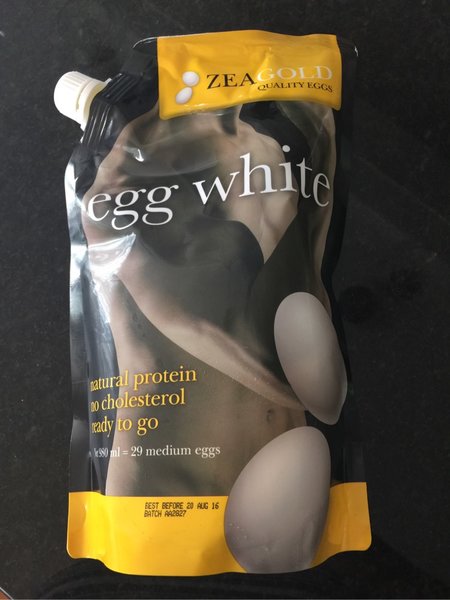 ZEAGOLD
QUALITY EGGS
egg white
natural protein
no cholesterol
ready to go
980 ml = 29 medium eggs
BEST BEFORE 20 AUG 16
BATCH AA2827